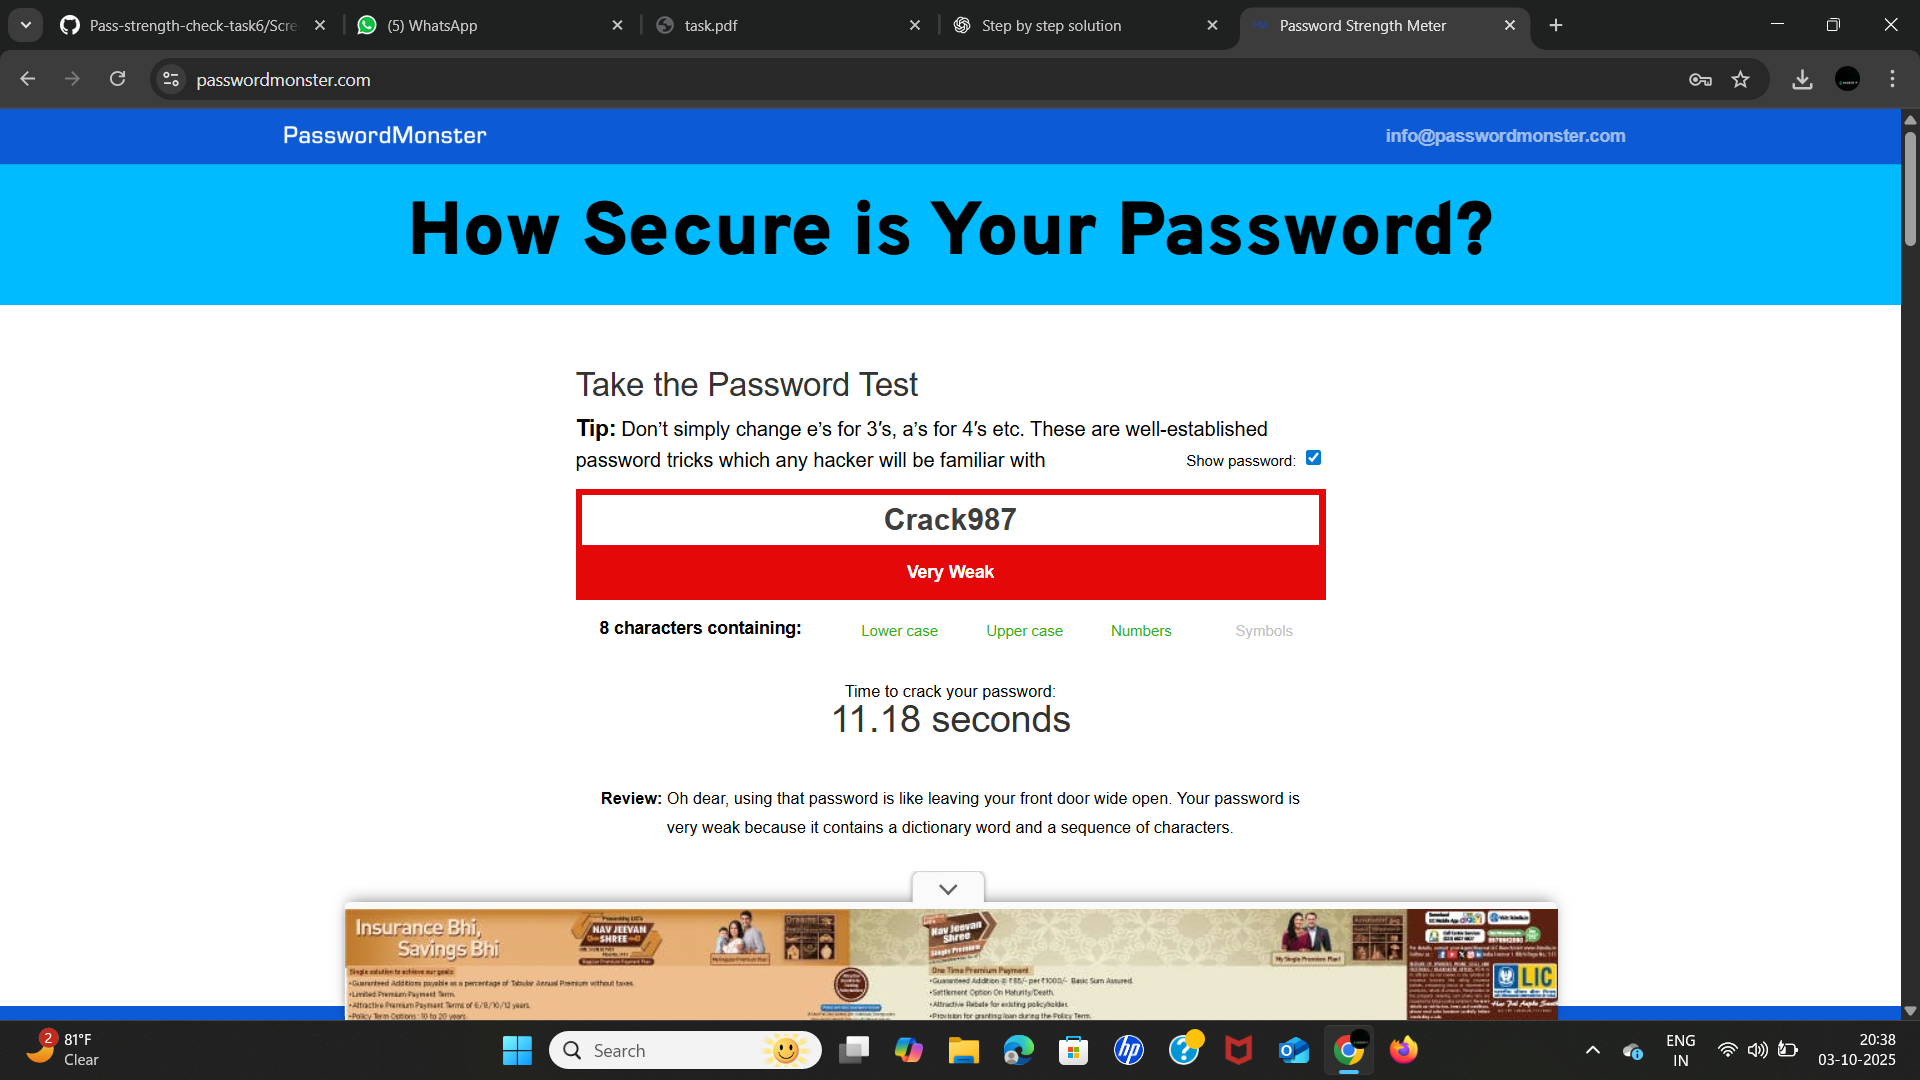 Pass-strength-check-task6/Scre
(5) WhatsApp
task.pdf
Step by step solution
Password Strength Meter
passwordmonster.com
PasswordMonster
info@passwordmonster.com
How Secure is Your Password?
Take the Password Test
Tip: Don’t simply change e’s for 3′s, a’s for 4′s etc. These are well-established
password tricks which any hacker will be familiar with
Show password:
Crack987
Very Weak
8 characters containing:
Lower case
Upper case
Numbers
Symbols
Time to crack your password:
11.18 seconds
Review: Oh dear, using that password is like leaving your front door wide open. Your password is
very weak because it contains a dictionary word and a sequence of characters.
Insurance Bhi,
Savings Bhi
NAV JEEVAN
SHREE
Nav Jeevan
Shree
Single solution to achieve our goals:
•Guaranteed Additions payable as a percentage of Tabular Annual Premium without taxes.
•Limited Premium Payment Term.
•Attractive Premium Payment Terms of 6/8/10/12 years.
•Policy Term Options : 10 to 20 years
One Time Premium Payment
•Guaranteed Addition @ ₹85/- per ₹1000/- Basic Sum Assured.
•Settlement Option On Maturity/Death.
•Attractive Rebate for existing policyholder.
•Provision for granting loan during the Policy Term.
LIC
2
81°F
Clear
Search
hp
ENG
IN
20:38
03-10-2025